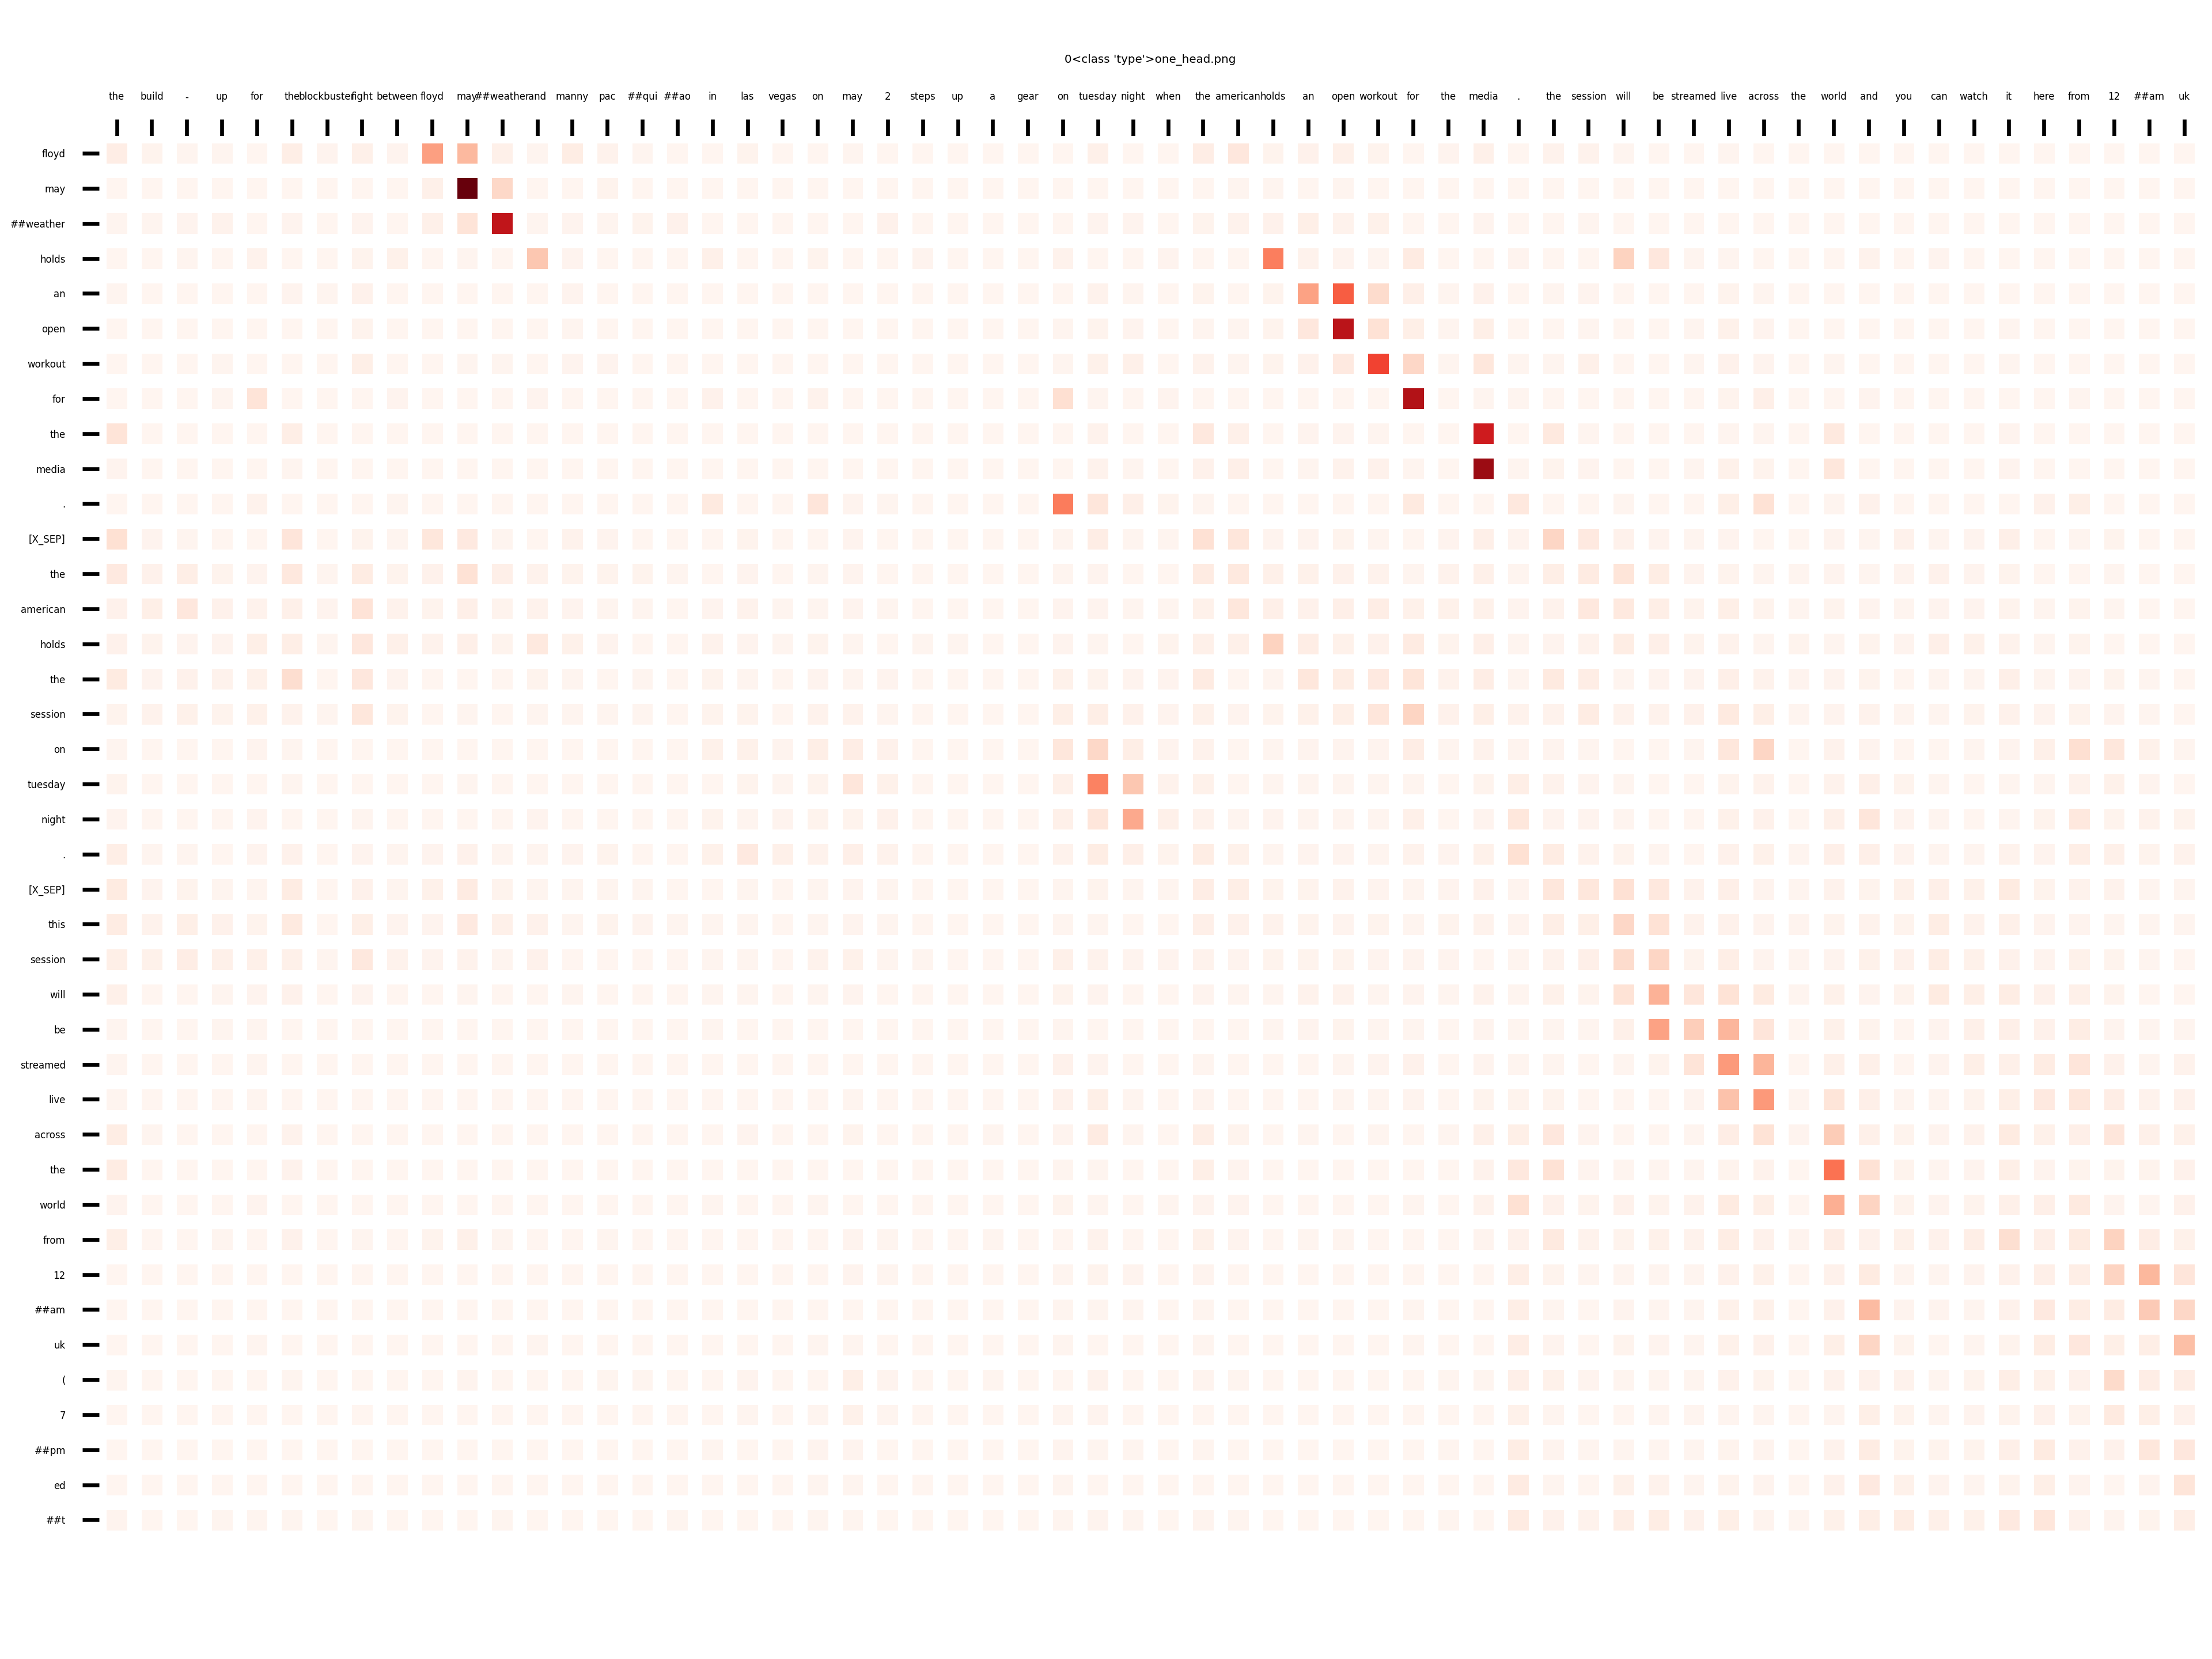 0<class 'type'>one_head.png
the build - up for the blockbuster fight between floyd may ##weather and manny pac ##qui ##ao in las vegas on may 2 steps up a gear on tuesday night when the american holds an open workout for the media . the session will be streamed live across the world and you can watch it here from 12 ##am uk
floyd
may
##weather
holds
an
open
workout
for
the
media
.
[X_SEP]
the
american
holds
the
session
on
tuesday
night
.
[X_SEP]
this
session
will
be
streamed
live
across
the
world
from
12
##am
uk
(
7
##pm
ed
##t